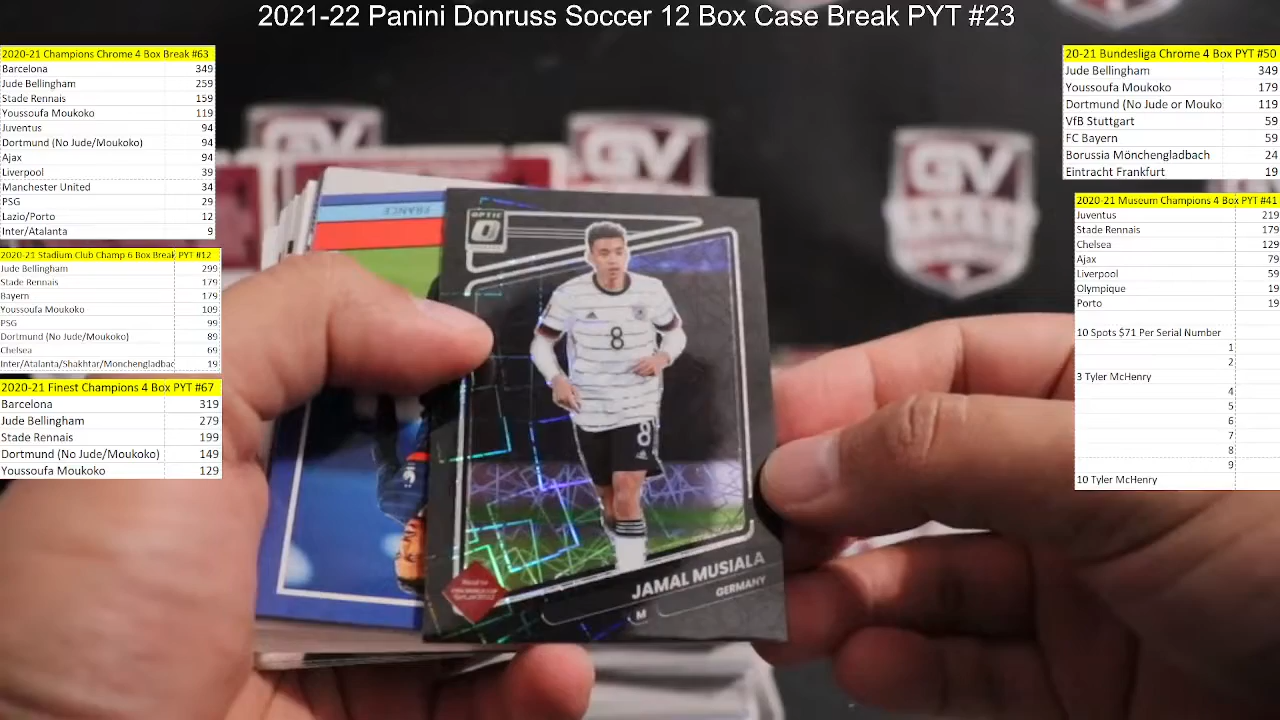 2021-22 Panini Donruss Soccer 12 Box Case Break PYT #23
2020-21 Champions Chrome 4 Box Break #63
Barcelona 349
Jude Bellingham 259
Stade Rennais 159
Youssoufa Moukoko 119
Juventus 94
Dortmund (No Jude/Moukoko) 94
Ajax 94
Liverpool 39
Manchester United 34
PSG 29
Lazio/Porto 12
Inter/Atalanta 9
2020-21 Stadium Club Champ 6 Box Break PYT #12
Jude Bellingham 299
Stade Rennais 179
Bayern 179
Youssoufa Moukoko 109
PSG 99
Dortmund (No Jude/Moukoko) 89
Chelsea 69
Inter/Atalanta/Shakhtar/Monchengladbac 19
2020-21 Finest Champions 4 Box PYT #67
Barcelona 319
Jude Bellingham 279
Stade Rennais 199
Dortmund (No Jude/Moukoko) 149
Youssoufa Moukoko 129
20-21 Bundesliga Chrome 4 Box PYT #50
Jude Bellingham 349
Youssoufa Moukoko 179
Dortmund (No Jude or Mouko 119
VfB Stuttgart 59
FC Bayern 59
Borussia Mönchengladbach 24
Eintracht Frankfurt 19
2020-21 Museum Champions 4 Box PYT #41
Juventus 219
Stade Rennais 179
Chelsea 129
Ajax 79
Liverpool 59
Olympique 19
Porto 19
10 Spots $71 Per Serial Number
1
2
3 Tyler McHenry
4
5
6
7
8
9
10 Tyler McHenry
GV
GV
GV
FRANCE
OPTIC
8
8
JAMAL MUSIALA
GERMANY
M